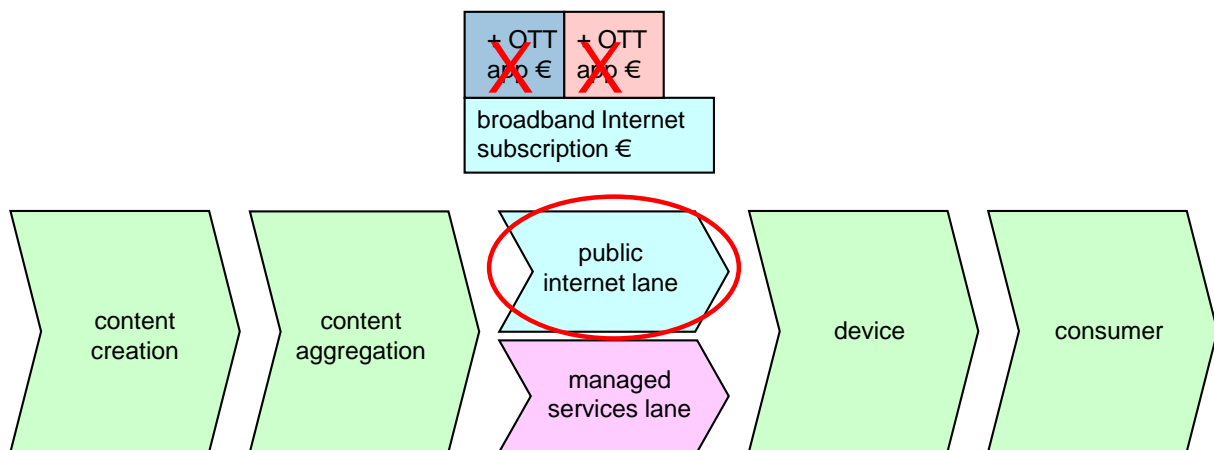 + OTT
app €
+ OTT
app €
broadband Internet
subscription €
content
creation
content
aggregation
public
internet lane
managed
services lane
device
consumer